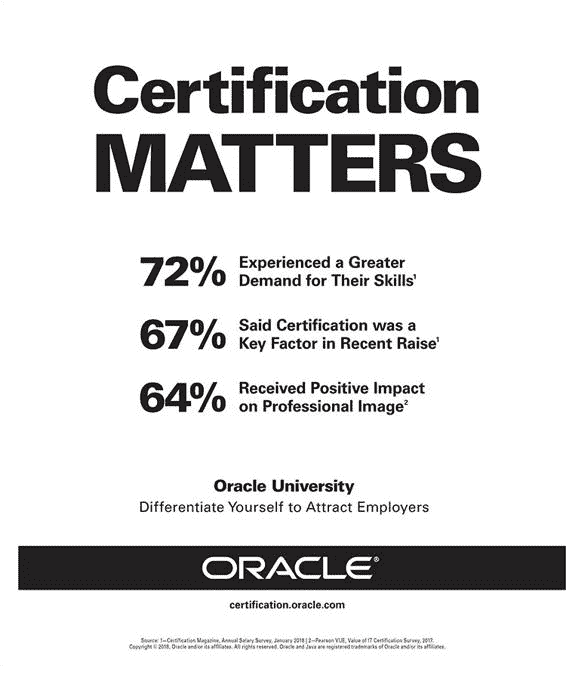 Certification
MATTERS
72% Experienced a Greater
Demand for Their Skills¹
67% Said Certification was a
Key Factor in Recent Raise¹
64% Received Positive Impact
on Professional Image²
Oracle University
Differentiate Yourself to Attract Employers
ORACLE®
certification.oracle.com
Source: 1—Certification Magazine, Annual Salary Survey, January 2018 | 2—Pearson VUE, Value of IT Certification Survey, 2017.
Copyright © 2018, Oracle and/or its affiliates. All rights reserved. Oracle and Java are registered trademarks of Oracle and/or its affiliates.